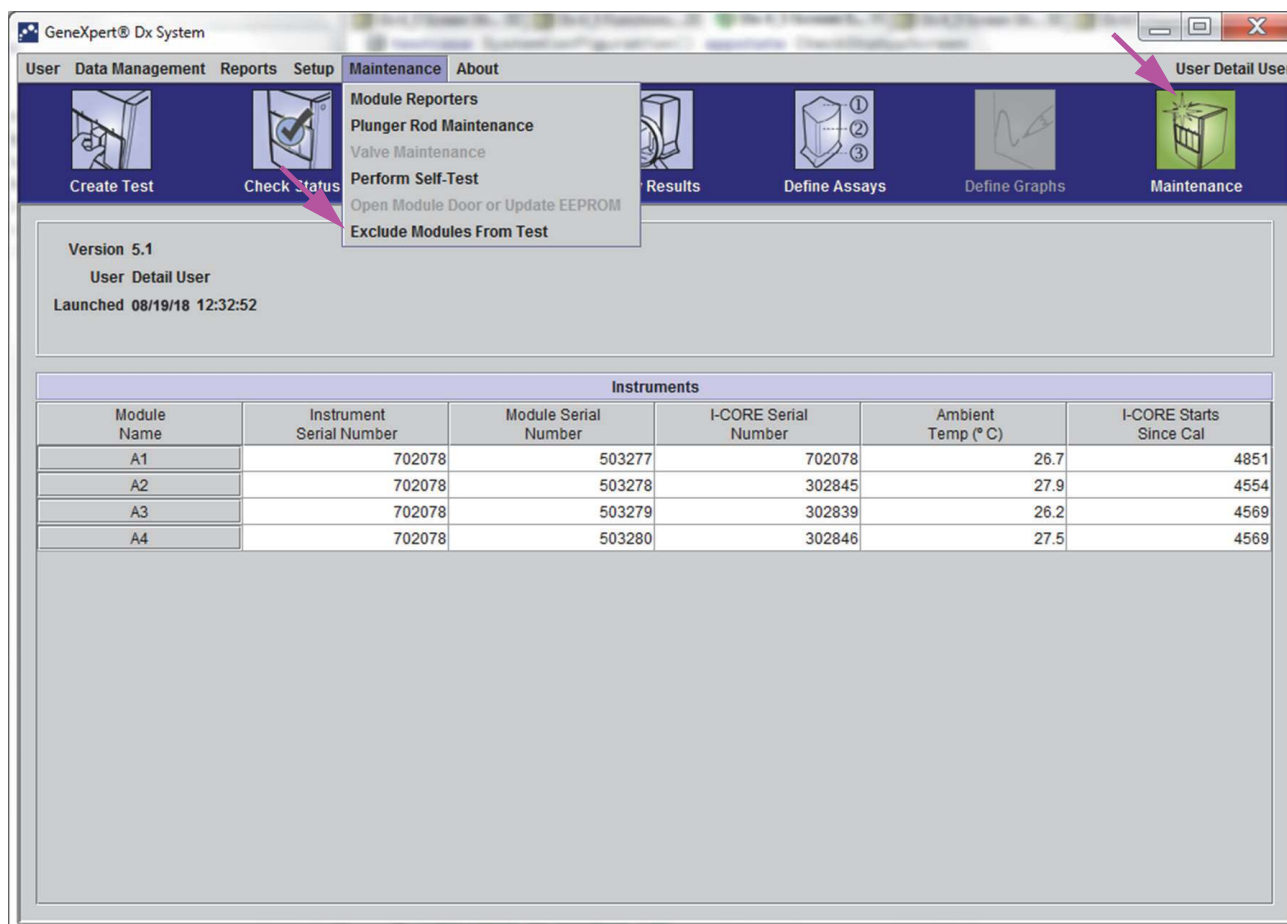 GeneXpert® Dx System
User Data Management Reports Setup Maintenance About User Detail User
Module Reporters
Plunger Rod Maintenance
Valve Maintenance
Perform Self-Test
Open Module Door or Update EEPROM
Exclude Modules From Test
Create Test Check Status Results Define Assays Define Graphs Maintenance
① ② ③
Version 5.1
User Detail User
Launched 08/19/18 12:32:52
Instruments
Module Name Instrument Serial Number Module Serial Number I-CORE Serial Number Ambient Temp (° C) I-CORE Starts Since Cal
A1 702078 503277 702078 26.7 4851
A2 702078 503278 302845 27.9 4554
A3 702078 503279 302839 26.2 4569
A4 702078 503280 302846 27.5 4569